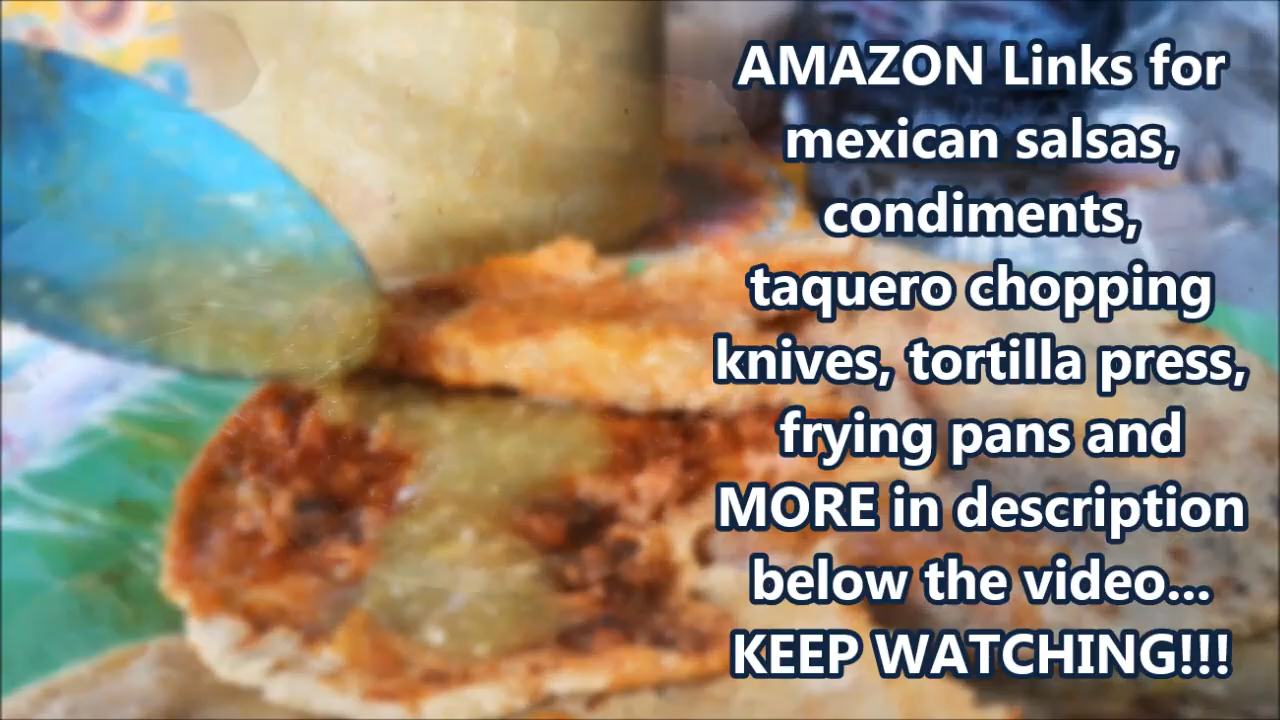 AMAZON Links for
mexican salsas,
condiments,
taquero chopping
knives, tortilla press,
frying pans and
MORE in description
below the video...
KEEP WATCHING!!!